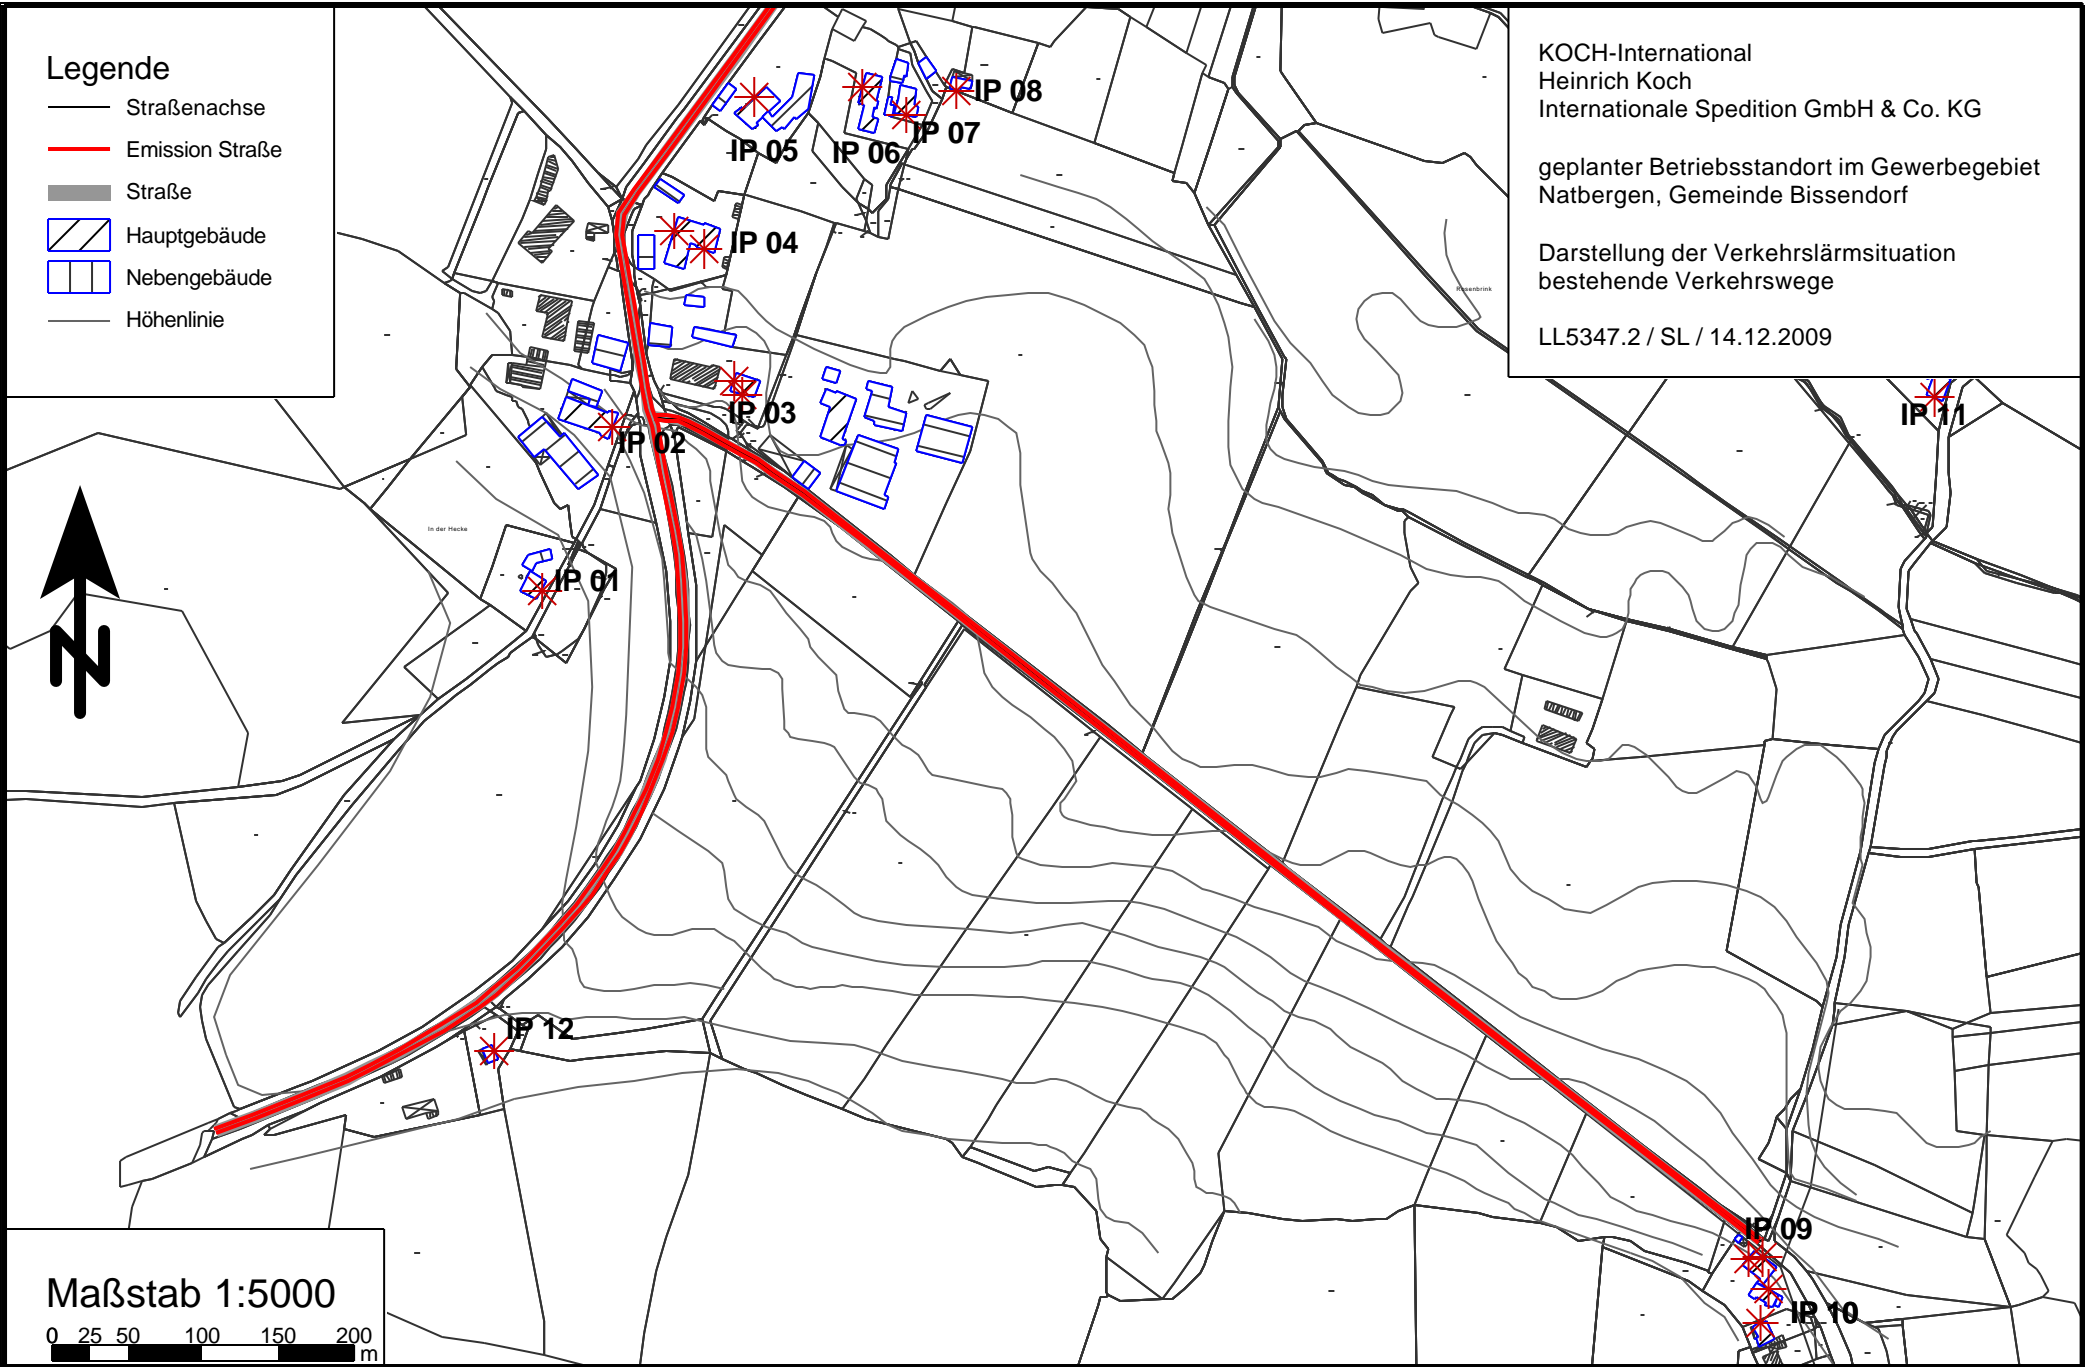 Legende
Straßenachse
Emission Straße
Straße
Hauptgebäude
Nebengebäude
Höhenlinie
KOCH-International
Heinrich Koch
Internationale Spedition GmbH & Co. KG
geplanter Betriebsstandort im Gewerbegebiet
Natbergen, Gemeinde Bissendorf
Darstellung der Verkehrslärmsituation
bestehende Verkehrswege
LL5347.2 / SL / 14.12.2009
IP 08
IP 07
IP 05
IP 06
IP 04
Rosenbrink
IP 03
IP 11
IP 02
In der Hecke
IP 01
N
IP 12
IP 09
IP 10
Maßstab 1:5000
0 25 50 100 150 200
m